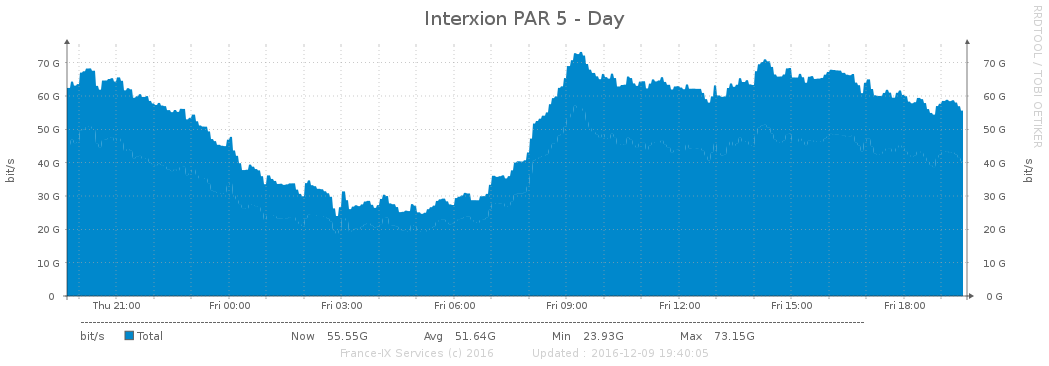 Interxion PAR 5 - Day
RRDTOOL / TOBI OETIKER
bit/s
bit/s
70 G 70 G
60 G 60 G
50 G 50 G
40 G 40 G
30 G 30 G
20 G 20 G
10 G 10 G
0 0 G
Thu 21:00 Fri 00:00 Fri 03:00 Fri 06:00 Fri 09:00 Fri 12:00 Fri 15:00 Fri 18:00
bit/s Total Now 55.55G Avg 51.64G Min 23.93G Max 73.15G
France-IX Services (c) 2016 Updated : 2016-12-09 19:40:05